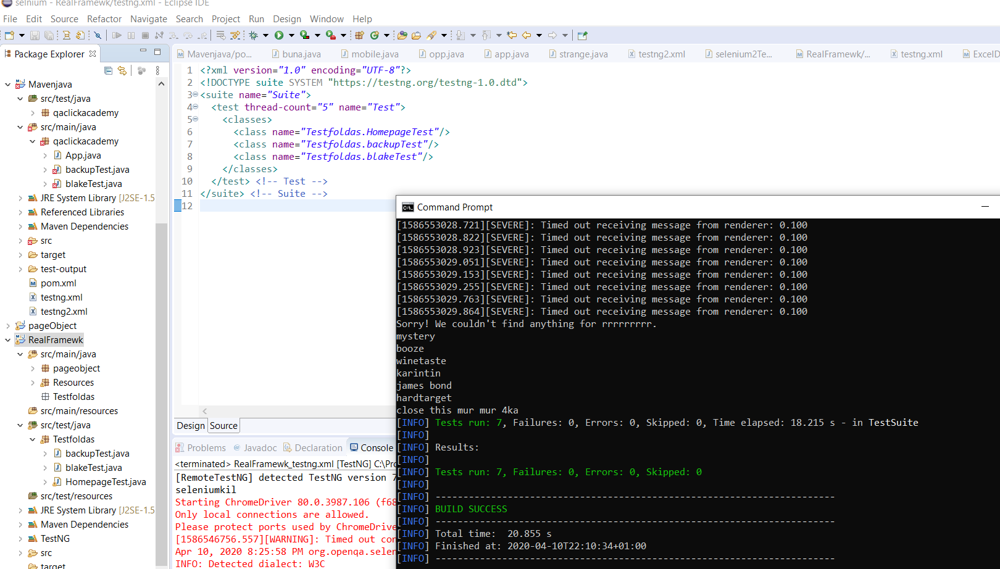 selnium - RealFramewk/testng.xml - Eclipse IDE
File Edit Source Refactor Navigate Search Project Run Design Window Help
Package Explorer
Mavenjava
src/test/java
qaclickacademy
src/main/java
qaclickacademy
App.java
backupTest.java
blakeTest.java
JRE System Library [J2SE-1.5
Referenced Libraries
Maven Dependencies
src
target
test-output
pom.xml
testng.xml
testng2.xml
pageObject
RealFramewk
src/main/java
pageobject
Resources
Testfoldas
src/main/resources
src/test/java
Testfoldas
backupTest.java
blakeTest.java
HomepageTest.java
src/test/resources
JRE System Library [J2SE-1.5
Maven Dependencies
TestNG
src
target
Mavenjava/po... buna.java mobile.java opp.java app.java strange.java testng2.xml selenium2Te... RealFramewk/... testng.xml ExcelD
1 <?xml version="1.0" encoding="UTF-8"?>
2 <!DOCTYPE suite SYSTEM "https://testng.org/testng-1.0.dtd">
3 <suite name="Suite">
4 <test thread-count="5" name="Test">
5 <classes>
6 <class name="Testfoldas.HomepageTest"/>
7 <class name="Testfoldas.backupTest"/>
8 <class name="Testfoldas.blakeTest"/>
9 </classes>
10 </test> <!-- Test -->
11 </suite> <!-- Suite -->
12
Design Source
Problems @ Javadoc Declaration Console
<terminated> RealFramewk_testng.xml [TestNG] C:\Pro
[RemoteTestNG] detected TestNG version 7
seleniumkil
Starting ChromeDriver 80.0.3987.106 (f68
Only local connections are allowed.
Please protect ports used by ChromeDrive
[1586546756.557][WARNING]: Timed out con
Apr 10, 2020 8:25:58 PM org.openqa.selen
INFO: Detected dialect: W3C
Command Prompt
[1586553028.721][SEVERE]: Timed out receiving message from renderer: 0.100
[1586553028.822][SEVERE]: Timed out receiving message from renderer: 0.100
[1586553028.923][SEVERE]: Timed out receiving message from renderer: 0.100
[1586553029.051][SEVERE]: Timed out receiving message from renderer: 0.100
[1586553029.153][SEVERE]: Timed out receiving message from renderer: 0.100
[1586553029.255][SEVERE]: Timed out receiving message from renderer: 0.100
[1586553029.763][SEVERE]: Timed out receiving message from renderer: 0.100
[1586553029.864][SEVERE]: Timed out receiving message from renderer: 0.100
Sorry! We couldn't find anything for rrrrrrrrr.
mystery
booze
winetaste
karintin
james bond
hardtarget
close this mur mur 4ka
[INFO] Tests run: 7, Failures: 0, Errors: 0, Skipped: 0, Time elapsed: 18.215 s - in TestSuite
[INFO]
[INFO] Results:
[INFO]
[INFO] Tests run: 7, Failures: 0, Errors: 0, Skipped: 0
[INFO]
[INFO] ------------------------------------------------------------------------
[INFO] BUILD SUCCESS
[INFO] ------------------------------------------------------------------------
[INFO] Total time:  20.855 s
[INFO] Finished at: 2020-04-10T22:10:34+01:00
[INFO] ------------------------------------------------------------------------